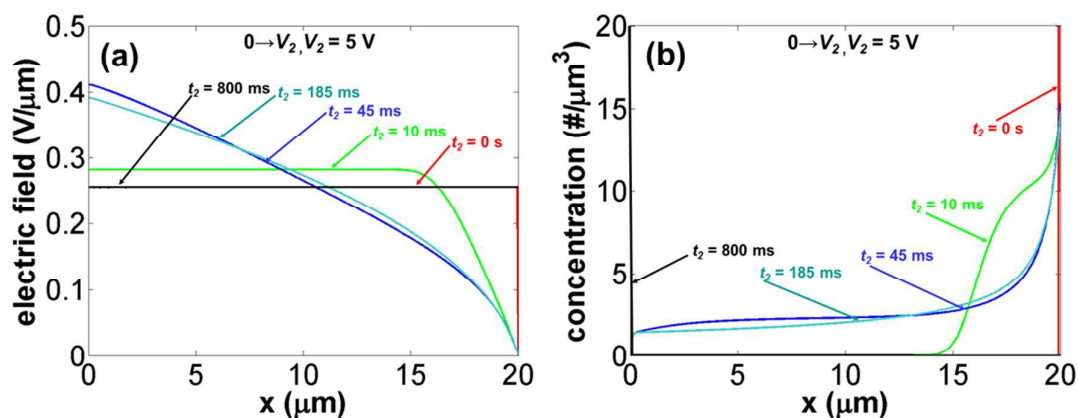 (a)
0→V₂, V₂ = 5 V
electric field (V/μm)
0.5
0.4
0.3
0.2
0.1
0
t₂ = 800 ms
t₂ = 185 ms
t₂ = 45 ms
t₂ = 10 ms
t₂ = 0 s
0 5 10 15 20
x (μm)
(b)
0→V₂, V₂ = 5 V
concentration (#/μm³)
20
15
10
5
0
t₂ = 0 s
t₂ = 10 ms
t₂ = 800 ms
t₂ = 45 ms
t₂ = 185 ms
0 5 10 15 20
x (μm)